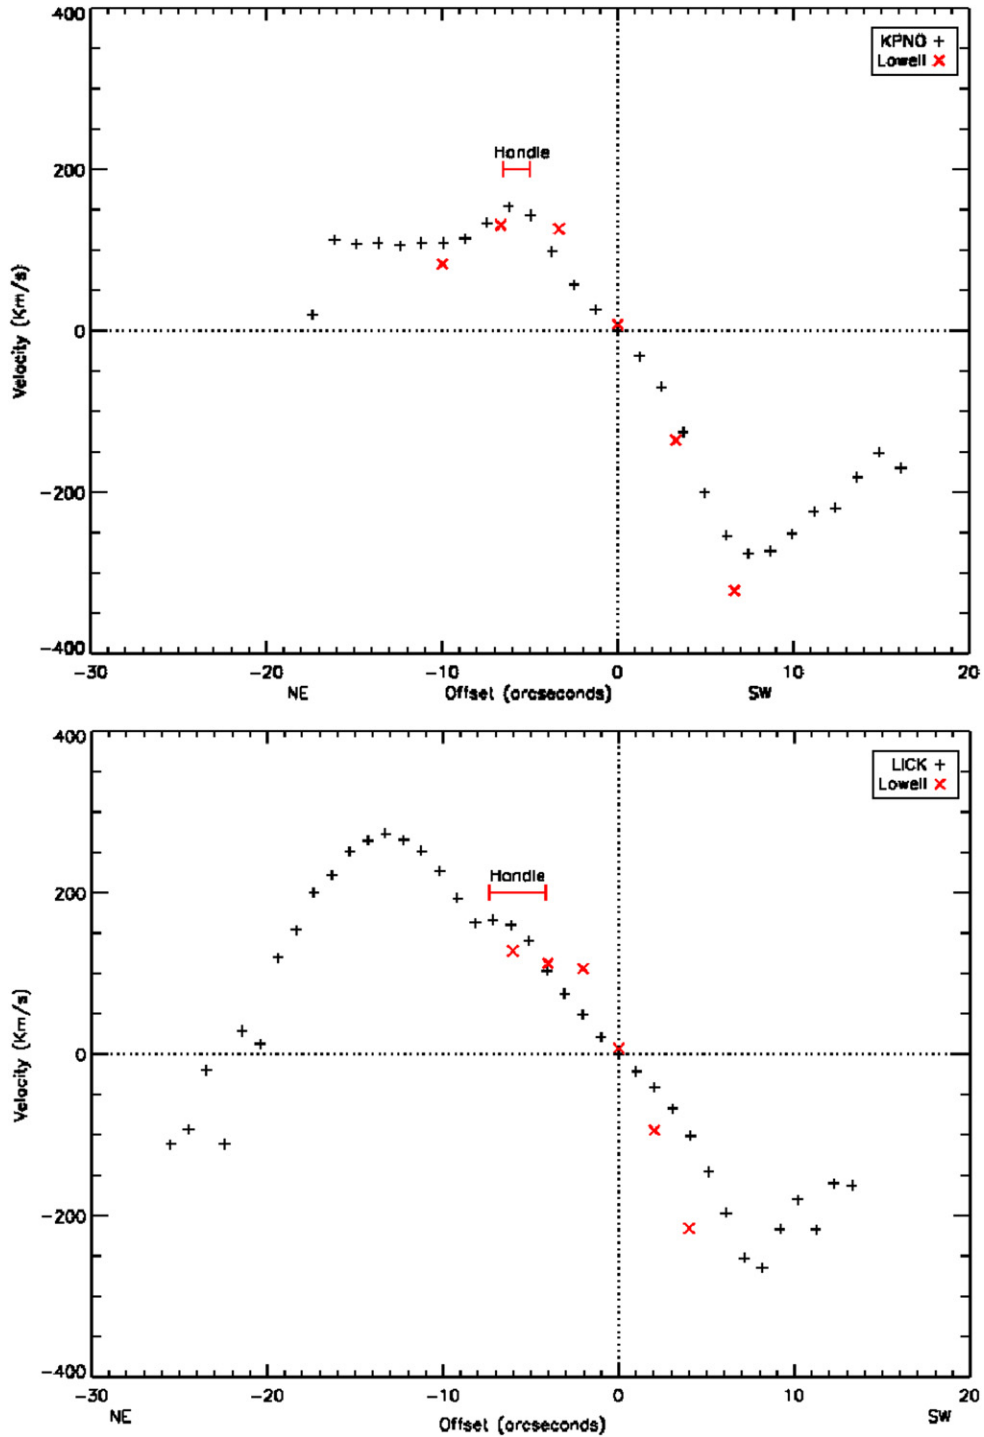 400
KPNO +
Lowell ×
Handle
200
0
Velocity (Km/s)
-200
-400
-30 -20 -10 0 10 20
NE Offset (arcseconds) SW
400
LICK +
Lowell ×
Handle
200
0
Velocity (Km/s)
-200
-400
-30 -20 -10 0 10 20
NE Offset (arcseconds) SW